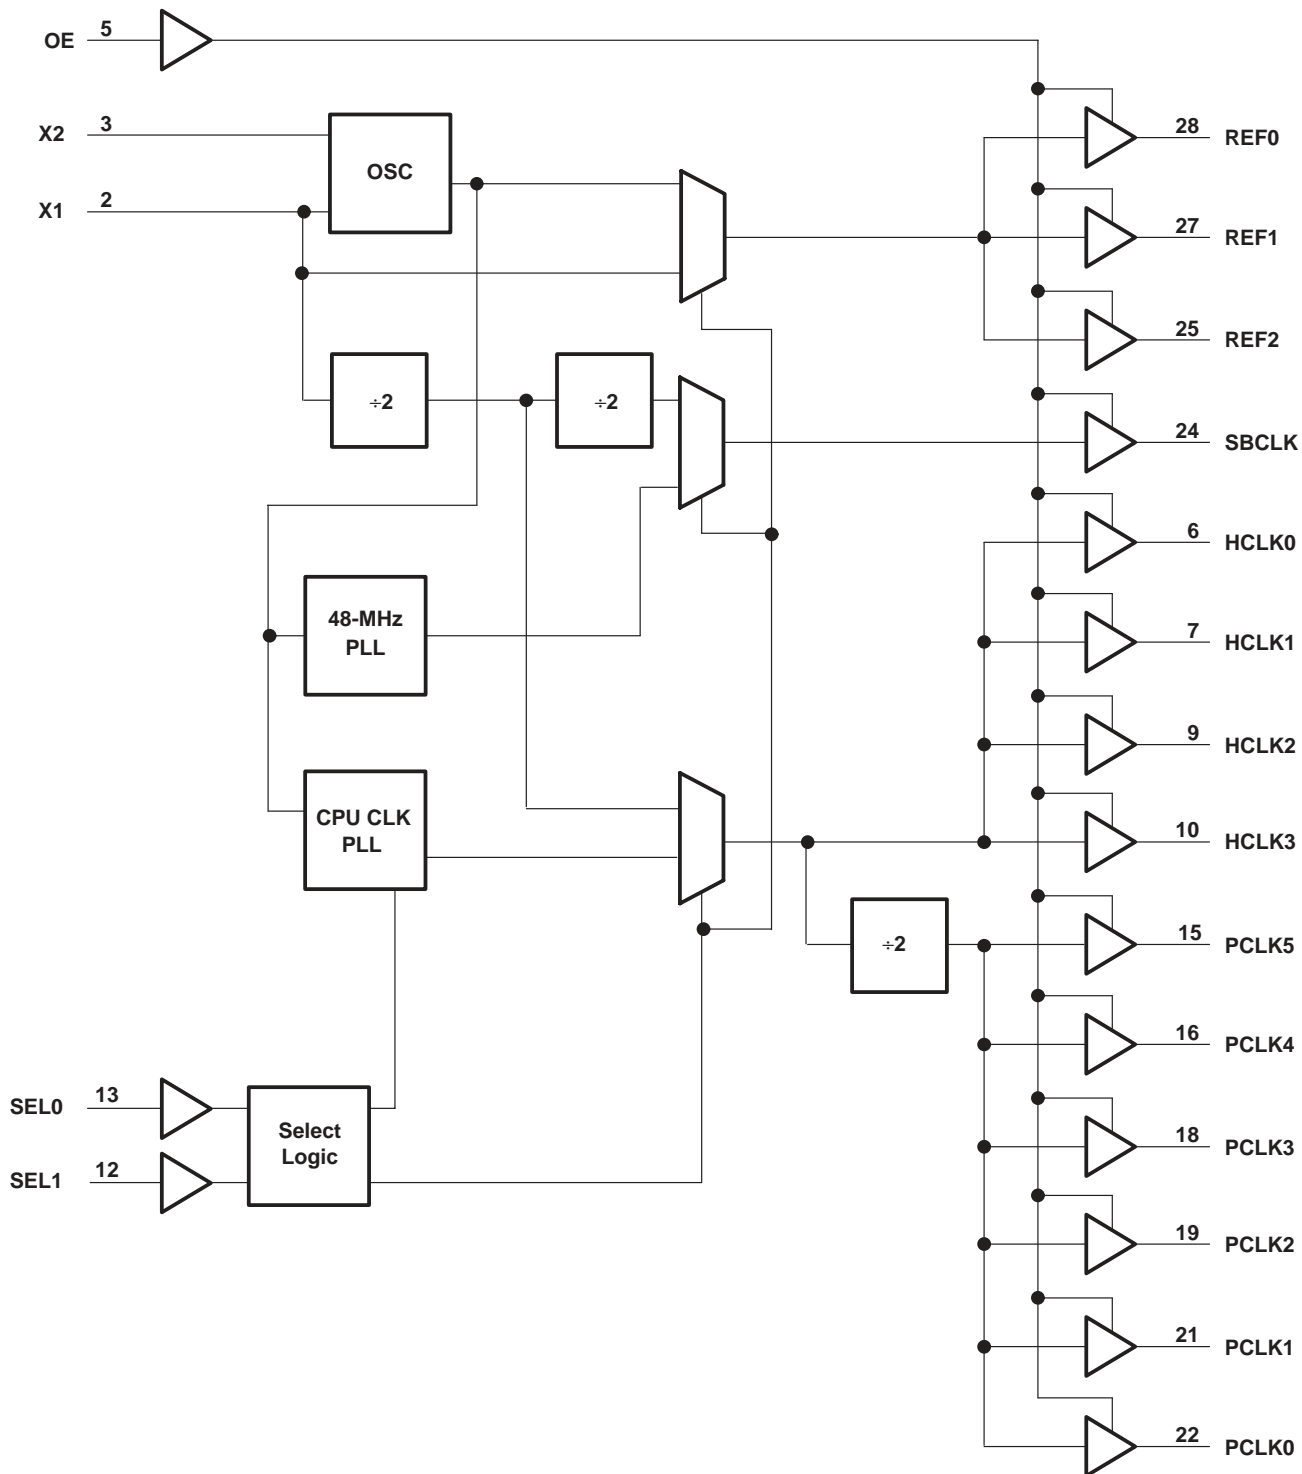 OE 5
X2 3
X1 2
OSC
28 REF0
27 REF1
25 REF2
÷2
÷2
24 SBCLK
6 HCLK0
48-MHz
PLL
7 HCLK1
9 HCLK2
CPU CLK
PLL
10 HCLK3
÷2
15 PCLK5
16 PCLK4
SEL0 13
SEL1 12
Select
Logic
18 PCLK3
19 PCLK2
21 PCLK1
22 PCLK0